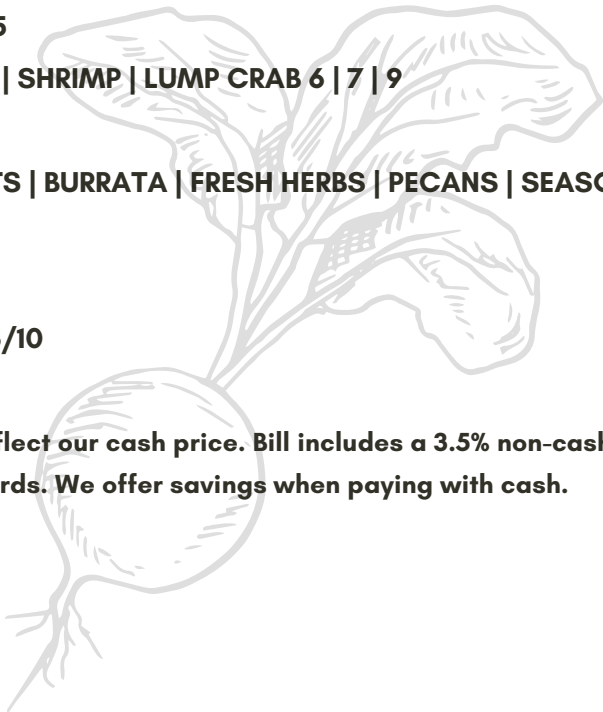 5
| SHRIMP | LUMP CRAB 6 | 7 | 9
TS | BURRATA | FRESH HERBS | PECANS | SEASO
/10
flect our cash price. Bill includes a 3.5% non-cash
rds. We offer savings when paying with cash.